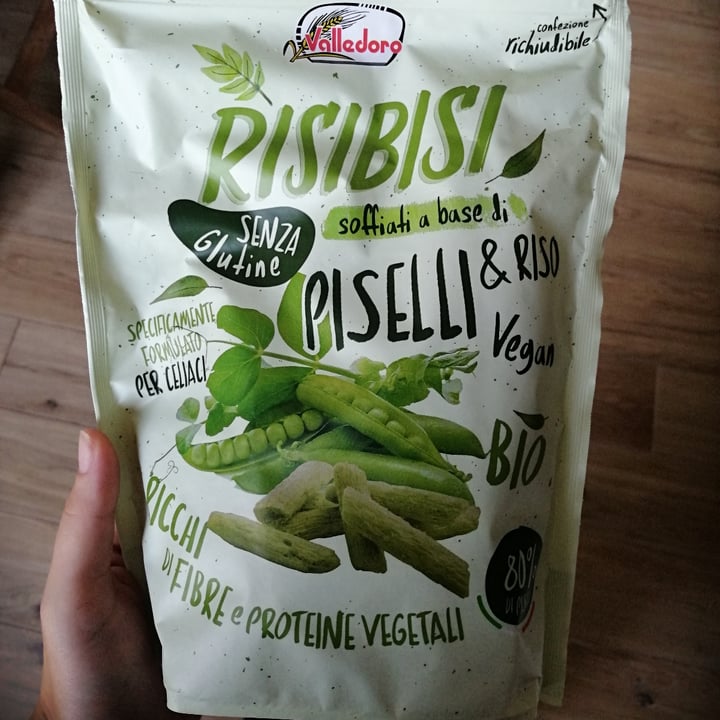 Valledoro
confezione
richiudibile
RISIBISI
SENZA
Glutine
soffiati a base di
PISELLI & RISO
Vegan
SPECIFICAMENTE
FORMULATO
PER CELIACI
BIO
RICCHI
DI FIBRE e PROTEINE VEGETALI
80%
DI